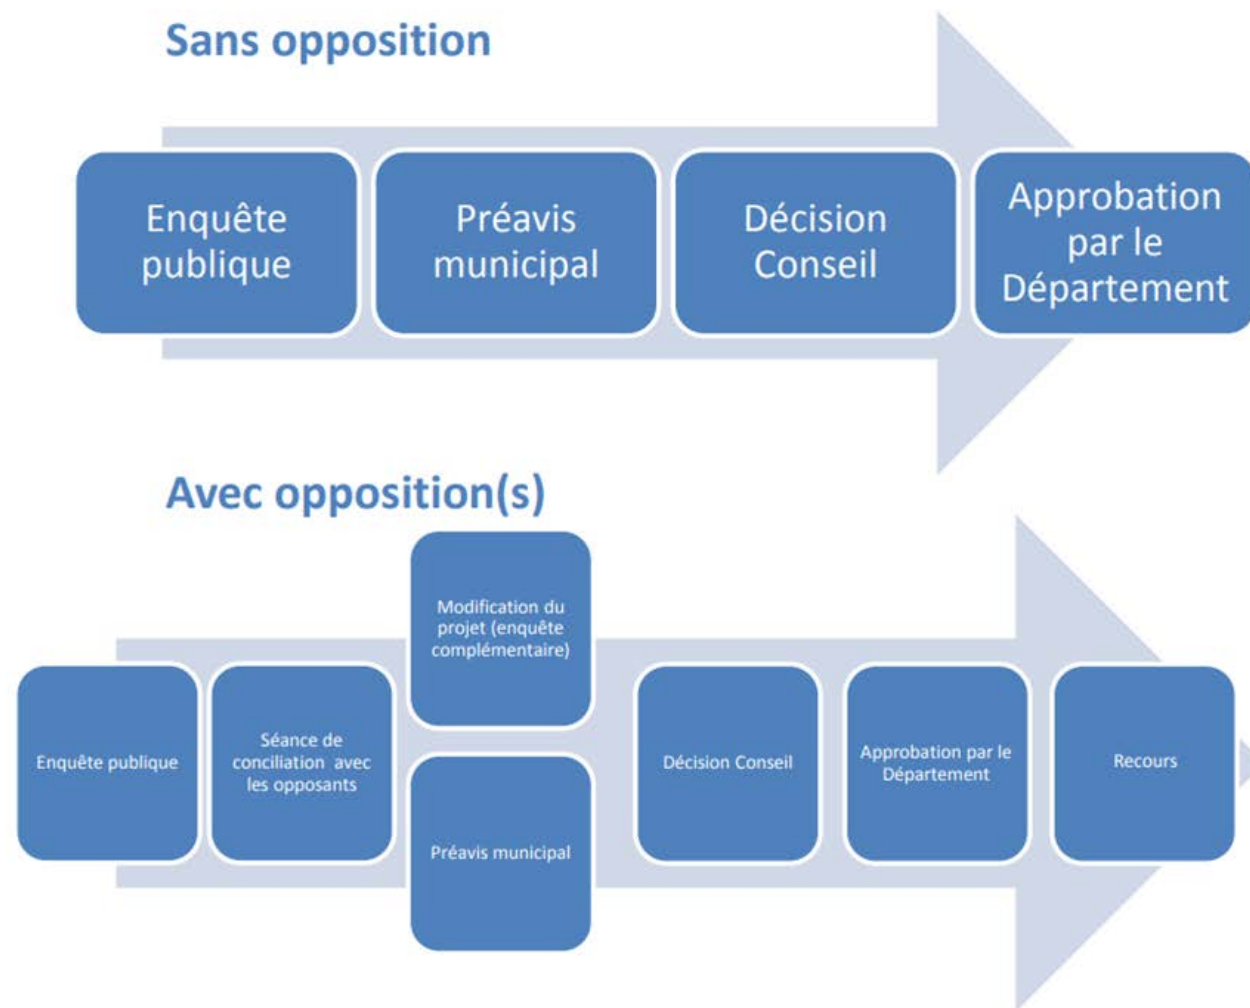 Sans opposition
Enquête
publique
Préavis
municipal
Décision
Conseil
Approbation
par le
Département
Avec opposition(s)
Enquête publique
Séance de
conciliation avec
les opposants
Modification du
projet (enquête
complémentaire)
Préavis municipal
Décision Conseil
Approbation par le
Département
Recours